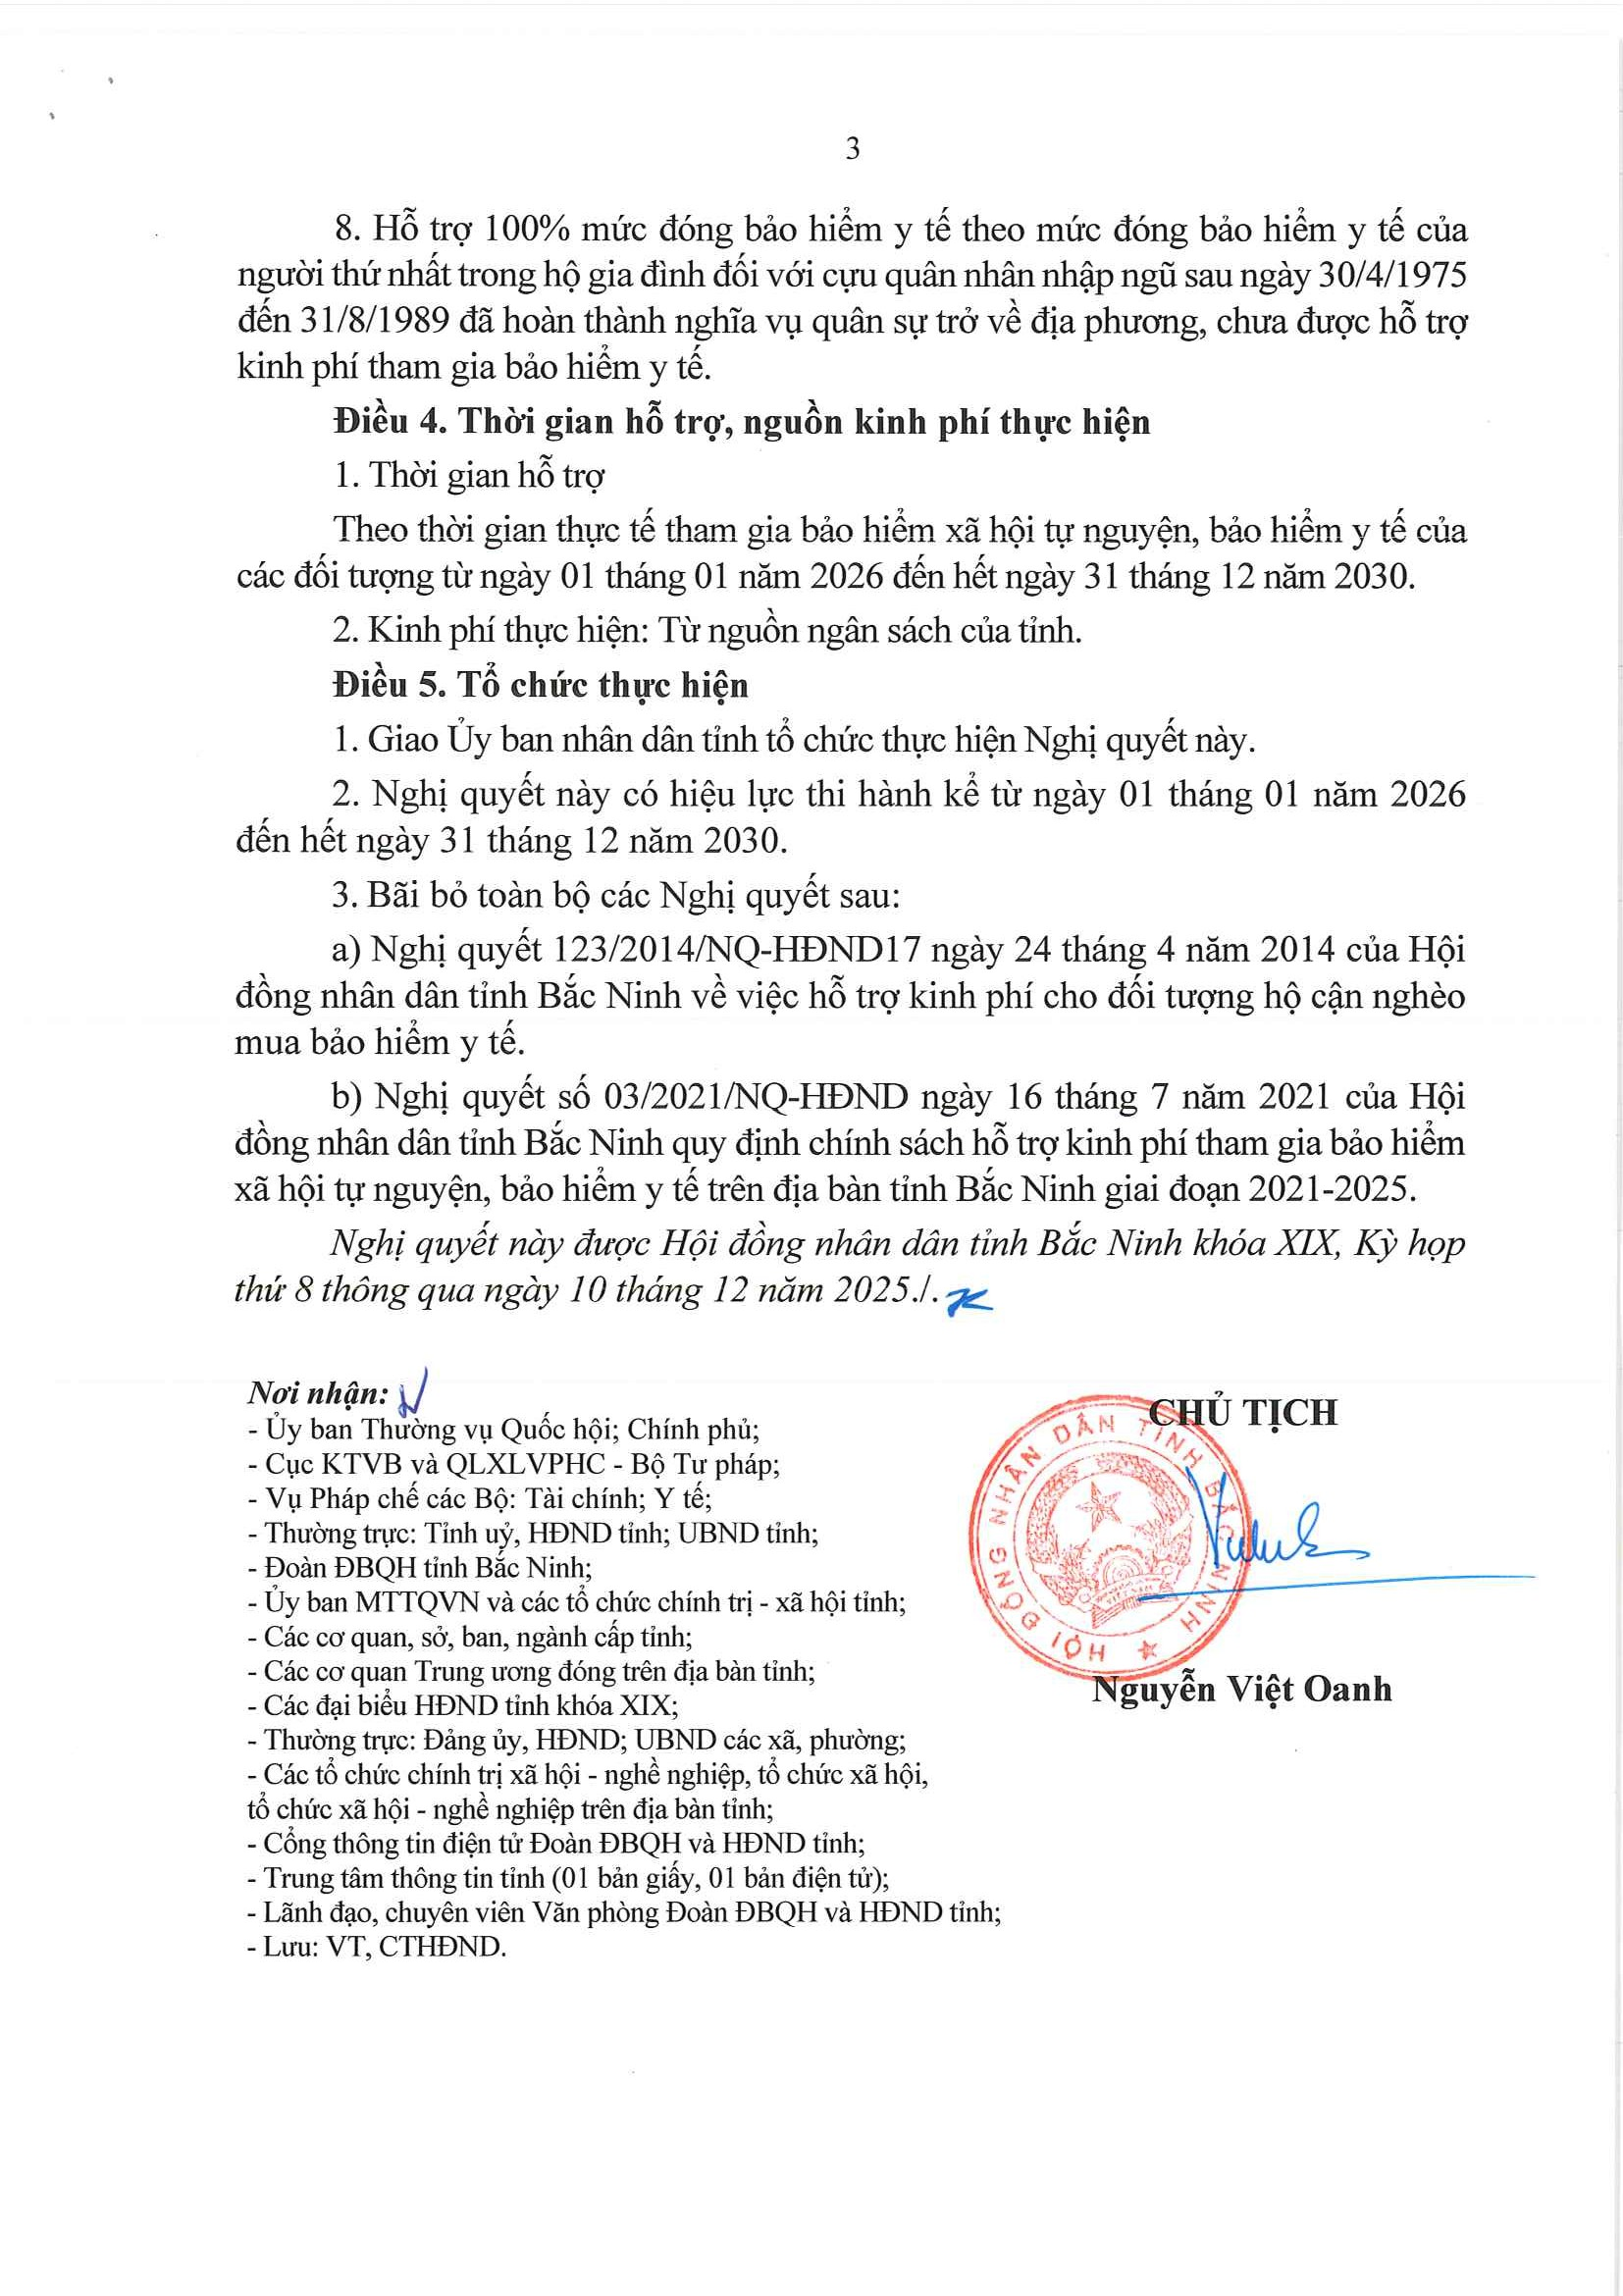 3
8. Hỗ trợ 100% mức đóng bảo hiểm y tế theo mức đóng bảo hiểm y tế của
người thứ nhất trong hộ gia đình đối với cựu quân nhân nhập ngũ sau ngày 30/4/1975
đến 31/8/1989 đã hoàn thành nghĩa vụ quân sự trở về địa phương, chưa được hỗ trợ
kinh phí tham gia bảo hiểm y tế.
Điều 4. Thời gian hỗ trợ, nguồn kinh phí thực hiện
1. Thời gian hỗ trợ
Theo thời gian thực tế tham gia bảo hiểm xã hội tự nguyện, bảo hiểm y tế của
các đối tượng từ ngày 01 tháng 01 năm 2026 đến hết ngày 31 tháng 12 năm 2030.
2. Kinh phí thực hiện: Từ nguồn ngân sách của tỉnh.
Điều 5. Tổ chức thực hiện
1. Giao Ủy ban nhân dân tỉnh tổ chức thực hiện Nghị quyết này.
2. Nghị quyết này có hiệu lực thi hành kể từ ngày 01 tháng 01 năm 2026
đến hết ngày 31 tháng 12 năm 2030.
3. Bãi bỏ toàn bộ các Nghị quyết sau:
a) Nghị quyết 123/2014/NQ-HĐND17 ngày 24 tháng 4 năm 2014 của Hội
đồng nhân dân tỉnh Bắc Ninh về việc hỗ trợ kinh phí cho đối tượng hộ cận nghèo
mua bảo hiểm y tế.
b) Nghị quyết số 03/2021/NQ-HĐND ngày 16 tháng 7 năm 2021 của Hội
đồng nhân dân tỉnh Bắc Ninh quy định chính sách hỗ trợ kinh phí tham gia bảo hiểm
xã hội tự nguyện, bảo hiểm y tế trên địa bàn tỉnh Bắc Ninh giai đoạn 2021-2025.
Nghị quyết này được Hội đồng nhân dân tỉnh Bắc Ninh khóa XIX, Kỳ họp
thứ 8 thông qua ngày 10 tháng 12 năm 2025./.
Nơi nhận:
- Ủy ban Thường vụ Quốc hội; Chính phủ;
- Cục KTVB và QLXLVPHC - Bộ Tư pháp;
- Vụ Pháp chế các Bộ: Tài chính; Y tế;
- Thường trực: Tỉnh uỷ, HĐND tỉnh; UBND tỉnh;
- Đoàn ĐBQH tỉnh Bắc Ninh;
- Ủy ban MTTQVN và các tổ chức chính trị - xã hội tỉnh;
- Các cơ quan, sở, ban, ngành cấp tỉnh;
- Các cơ quan Trung ương đóng trên địa bàn tỉnh;
- Các đại biểu HĐND tỉnh khóa XIX;
- Thường trực: Đảng ủy, HĐND; UBND các xã, phường;
- Các tổ chức chính trị xã hội - nghề nghiệp, tổ chức xã hội,
tổ chức xã hội - nghề nghiệp trên địa bàn tỉnh;
- Cổng thông tin điện tử Đoàn ĐBQH và HĐND tỉnh;
- Trung tâm thông tin tỉnh (01 bản giấy, 01 bản điện tử);
- Lãnh đạo, chuyên viên Văn phòng Đoàn ĐBQH và HĐND tỉnh;
- Lưu: VT, CTHĐND.
CHỦ TỊCH
HỘI ĐỒNG NHÂN DÂN TỈNH BẮC NINH
Nguyễn Việt Oanh